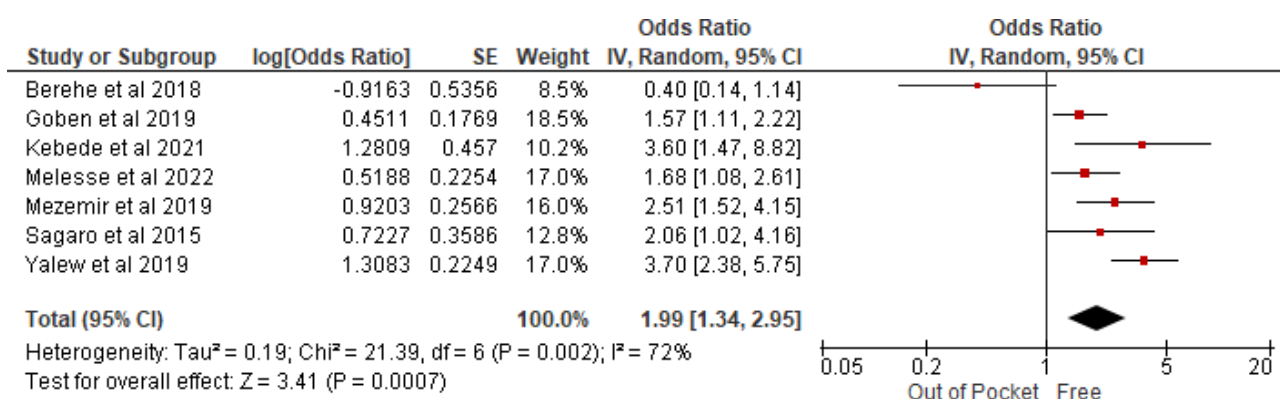 Odds Ratio Odds Ratio
Study or Subgroup log[Odds Ratio] SE Weight IV, Random, 95% CI IV, Random, 95% CI
Berehe et al 2018 -0.9163 0.5356 8.5% 0.40 [0.14, 1.14]
Goben et al 2019 0.4511 0.1769 18.5% 1.57 [1.11, 2.22]
Kebede et al 2021 1.2809 0.457 10.2% 3.60 [1.47, 8.82]
Melesse et al 2022 0.5188 0.2254 17.0% 1.68 [1.08, 2.61]
Mezemir et al 2019 0.9203 0.2566 16.0% 2.51 [1.52, 4.15]
Sagaro et al 2015 0.7227 0.3586 12.8% 2.06 [1.02, 4.16]
Yalew et al 2019 1.3083 0.2249 17.0% 3.70 [2.38, 5.75]
Total (95% CI) 100.0% 1.99 [1.34, 2.95]
Heterogeneity: Tau² = 0.19; Chi² = 21.39, df = 6 (P = 0.002); I² = 72%
Test for overall effect: Z = 3.41 (P = 0.0007)
0.05 0.2 1 5 20
Out of Pocket Free